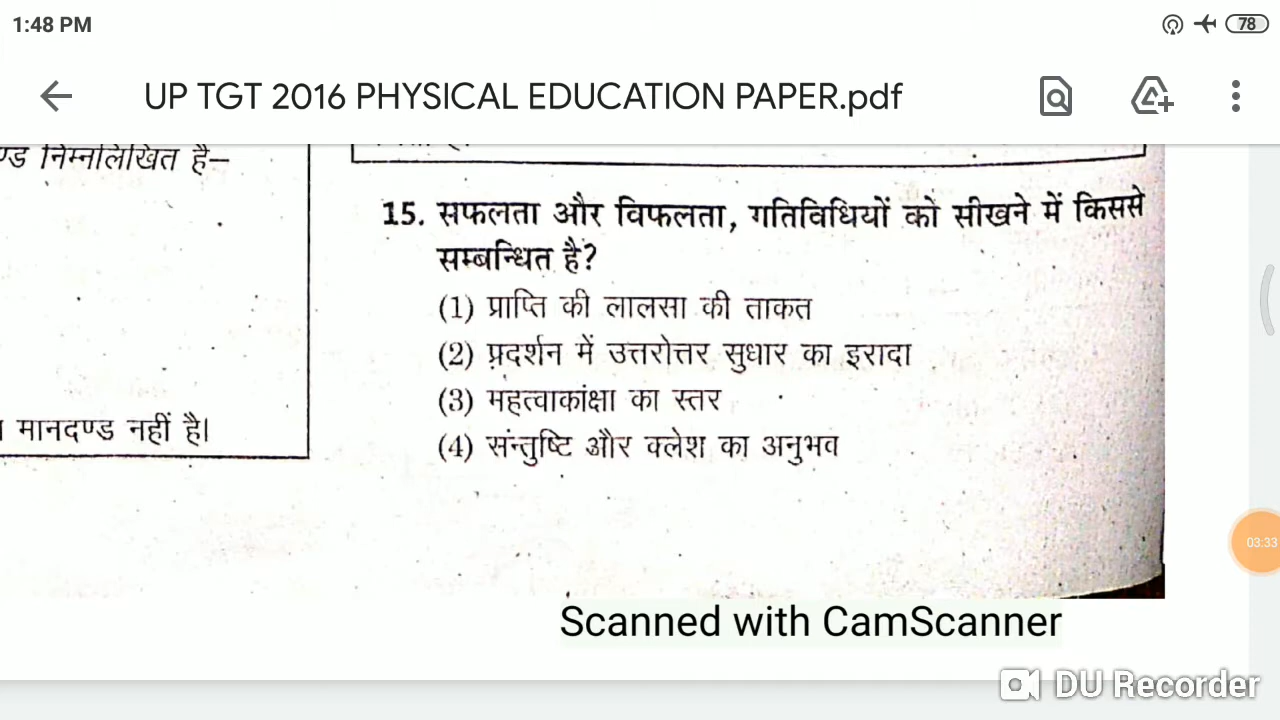 1:48 PM
78
UP TGT 2016 PHYSICAL EDUCATION PAPER.pdf
ण्ड निम्नलिखित है–
मानदण्ड नहीं है।
15. सफलता और विफलता, गतिविधियों को सीखने में किससे
सम्बन्धित है?
(1) प्राप्ति की लालसा की ताकत
(2) प्रदर्शन में उत्तरोत्तर सुधार का इरादा
(3) महत्वाकांक्षा का स्तर
(4) संन्तुष्टि और क्लेश का अनुभव
03:33
Scanned with CamScanner
DU Recorder